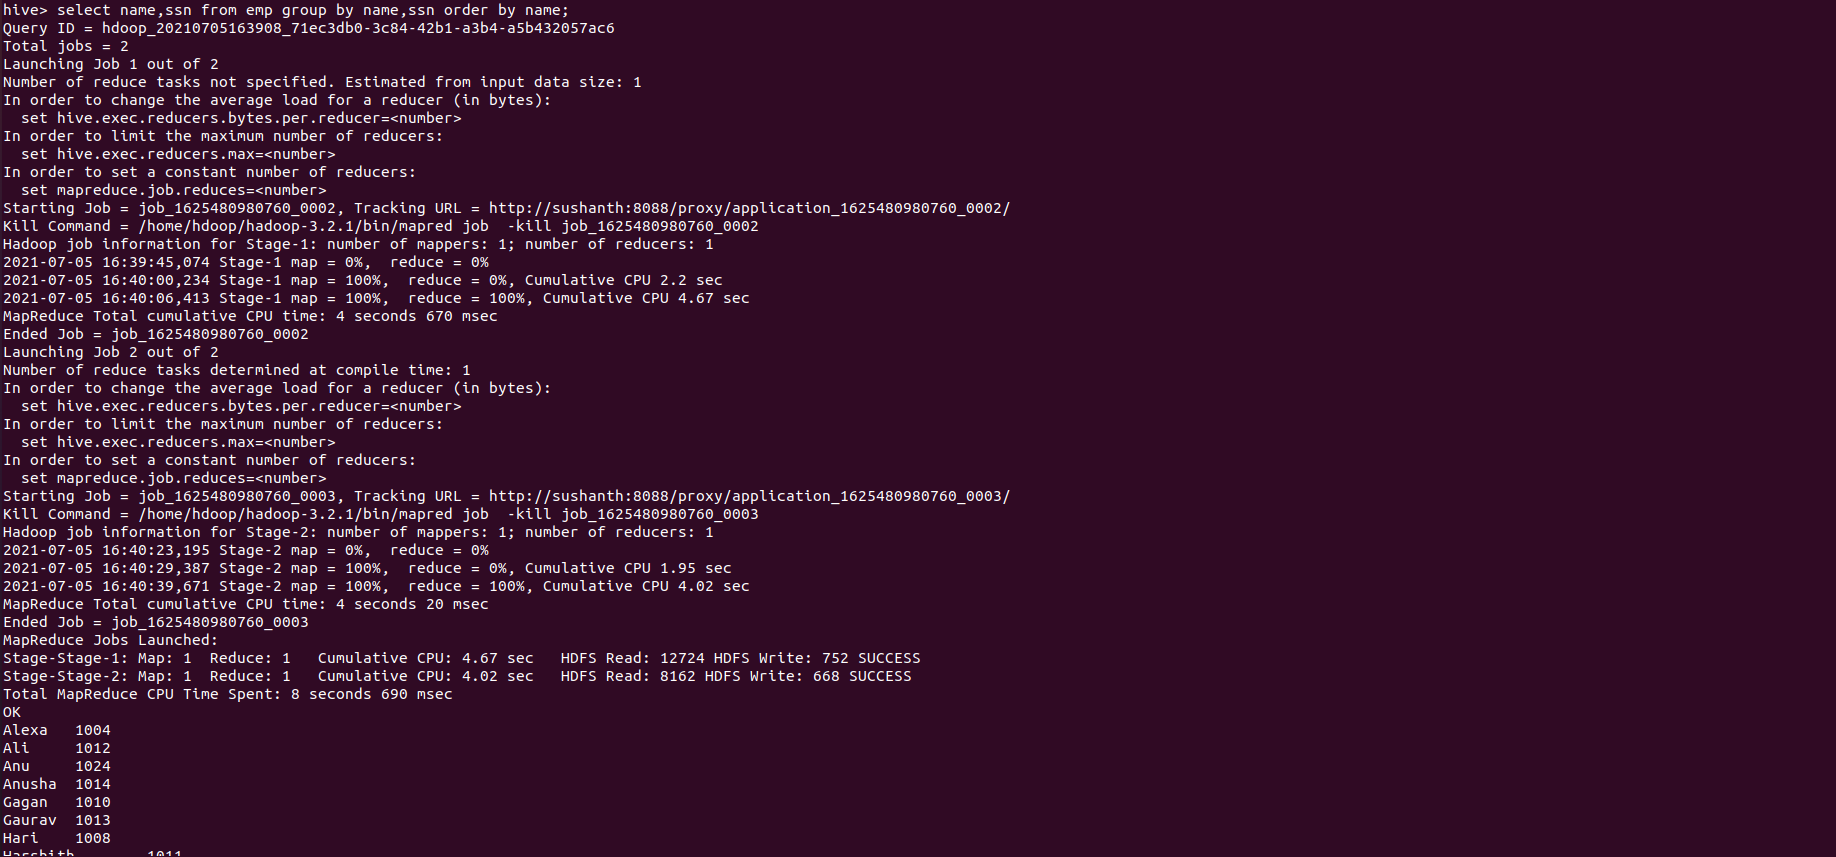 hive> select name,ssn from emp group by name,ssn order by name;
Query ID = hdoop_20210705163908_71ec3db0-3c84-42b1-a3b4-a5b432057ac6
Total jobs = 2
Launching Job 1 out of 2
Number of reduce tasks not specified. Estimated from input data size: 1
In order to change the average load for a reducer (in bytes):
  set hive.exec.reducers.bytes.per.reducer=<number>
In order to limit the maximum number of reducers:
  set hive.exec.reducers.max=<number>
In order to set a constant number of reducers:
  set mapreduce.job.reduces=<number>
Starting Job = job_1625480980760_0002, Tracking URL = http://sushanth:8088/proxy/application_1625480980760_0002/
Kill Command = /home/hdoop/hadoop-3.2.1/bin/mapred job  -kill job_1625480980760_0002
Hadoop job information for Stage-1: number of mappers: 1; number of reducers: 1
2021-07-05 16:39:45,074 Stage-1 map = 0%,  reduce = 0%
2021-07-05 16:40:00,234 Stage-1 map = 100%,  reduce = 0%, Cumulative CPU 2.2 sec
2021-07-05 16:40:06,413 Stage-1 map = 100%,  reduce = 100%, Cumulative CPU 4.67 sec
MapReduce Total cumulative CPU time: 4 seconds 670 msec
Ended Job = job_1625480980760_0002
Launching Job 2 out of 2
Number of reduce tasks determined at compile time: 1
In order to change the average load for a reducer (in bytes):
  set hive.exec.reducers.bytes.per.reducer=<number>
In order to limit the maximum number of reducers:
  set hive.exec.reducers.max=<number>
In order to set a constant number of reducers:
  set mapreduce.job.reduces=<number>
Starting Job = job_1625480980760_0003, Tracking URL = http://sushanth:8088/proxy/application_1625480980760_0003/
Kill Command = /home/hdoop/hadoop-3.2.1/bin/mapred job  -kill job_1625480980760_0003
Hadoop job information for Stage-2: number of mappers: 1; number of reducers: 1
2021-07-05 16:40:23,195 Stage-2 map = 0%,  reduce = 0%
2021-07-05 16:40:29,387 Stage-2 map = 100%,  reduce = 0%, Cumulative CPU 1.95 sec
2021-07-05 16:40:39,671 Stage-2 map = 100%,  reduce = 100%, Cumulative CPU 4.02 sec
MapReduce Total cumulative CPU time: 4 seconds 20 msec
Ended Job = job_1625480980760_0003
MapReduce Jobs Launched:
Stage-Stage-1: Map: 1  Reduce: 1   Cumulative CPU: 4.67 sec   HDFS Read: 12724 HDFS Write: 752 SUCCESS
Stage-Stage-2: Map: 1  Reduce: 1   Cumulative CPU: 4.02 sec   HDFS Read: 8162 HDFS Write: 668 SUCCESS
Total MapReduce CPU Time Spent: 8 seconds 690 msec
OK
Alexa   1004
Ali     1012
Anu     1024
Anusha  1014
Gagan   1010
Gaurav  1013
Hari    1008
Harshith        1011